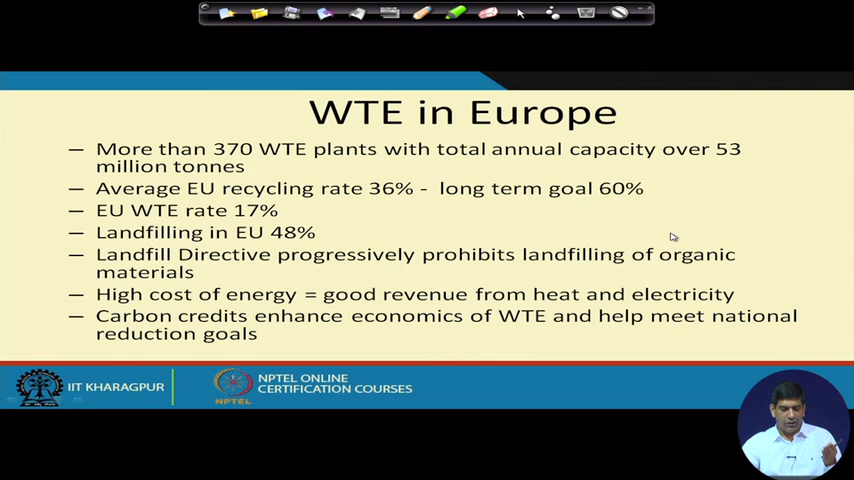 WTE in Europe
– More than 370 WTE plants with total annual capacity over 53
million tonnes
– Average EU recycling rate 36% - long term goal 60%
– EU WTE rate 17%
– Landfilling in EU 48%
– Landfill Directive progressively prohibits landfilling of organic
materials
– High cost of energy = good revenue from heat and electricity
– Carbon credits enhance economics of WTE and help meet national
reduction goals
IIT KHARAGPUR
NPTEL ONLINE
CERTIFICATION COURSES
NPTEL